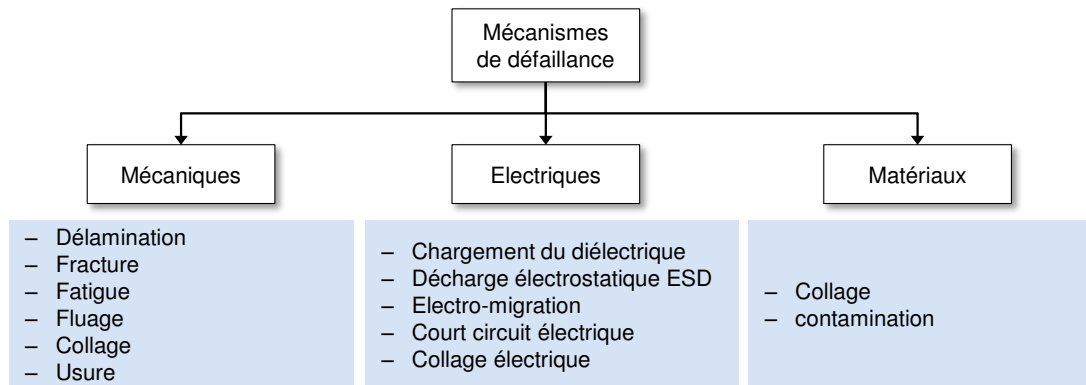 Mécanismes
de défaillance
Mécaniques
Electriques
Matériaux
– Délamination
– Fracture
– Fatigue
– Fluage
– Collage
– Usure
– Chargement du diélectrique
– Décharge électrostatique ESD
– Electro-migration
– Court circuit électrique
– Collage électrique
– Collage
– contamination